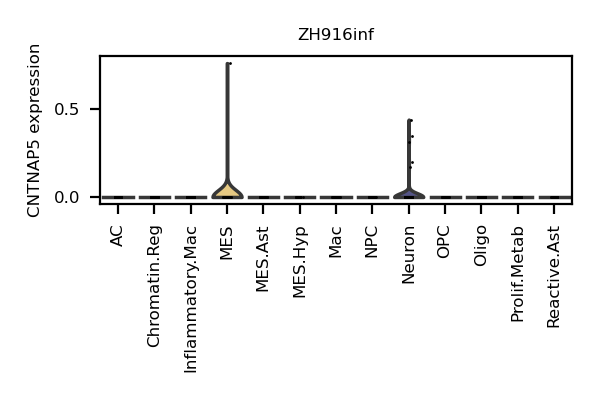 ZH916inf
CNTNAP5 expression
0.5
0.0
AC
Chromatin.Reg
Inflammatory.Mac
MES
MES.Ast
MES.Hyp
Mac
NPC
Neuron
OPC
Oligo
Prolif.Metab
Reactive.Ast